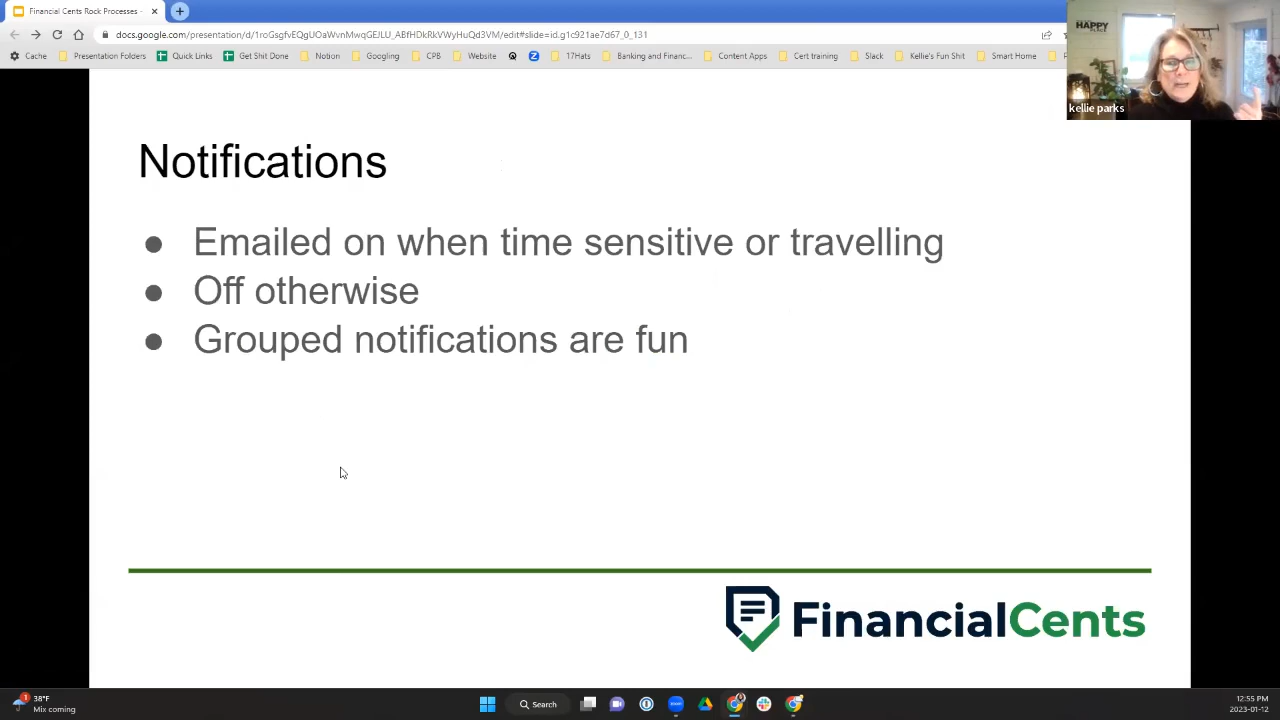 Financial Cents Rock Processes -
docs.google.com/presentation/d/1roGsgfvEQgUOaWvnMwqGEJLU_ABfHDkRkVWyHuQd3VM/edit#slide=id.g1c921ae7d67_0_131
Cache
Presentation Folders
Quick Links
Get Shit Done
Notion
Googling
CPB
Website
17Hats
Banking and Financ...
Content Apps
Cert training
Slack
Kellie's Fun Shit
Smart Home
HAPPY
kellie parks
Notifications
● Emailed on when time sensitive or travelling
● Off otherwise
● Grouped notifications are fun
FinancialCents
1
38°F
Mix coming
Search
zoom
12:55 PM
2023-01-12